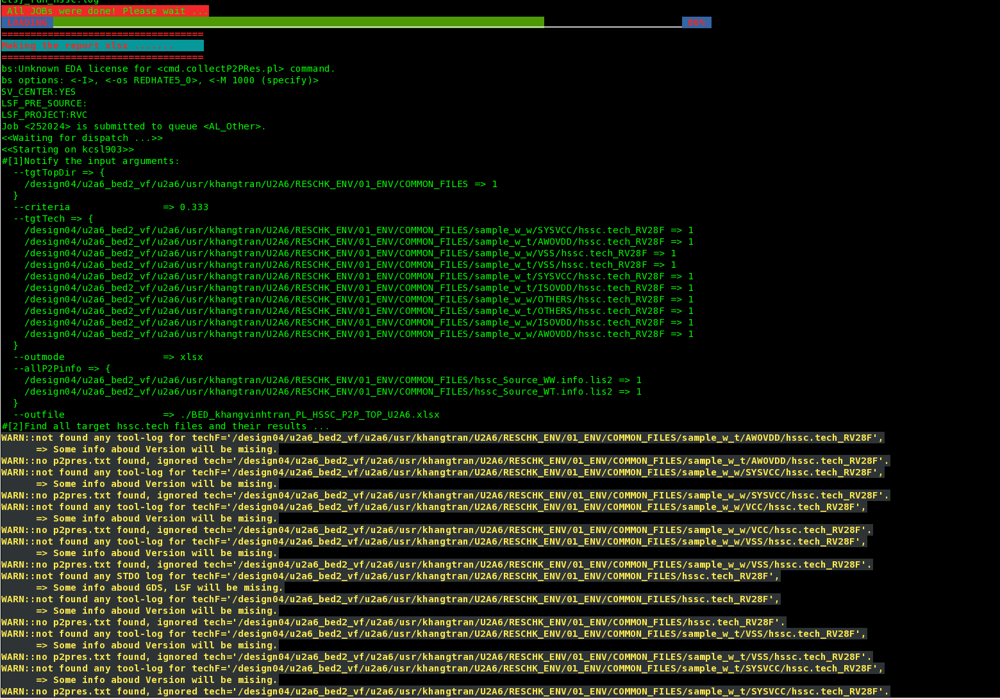 els}_run_hssc.log
All JOBs were done! Please wait ...
LOADING 80%
===================================
Making the report xlsx .......
===================================
bs:Unknown EDA license for <cmd.collectP2PRes.pl> command.
bs options: <-I>, <-os REDHATE5_0>, <-M 1000 (specify)>
SV_CENTER:YES
LSF_PRE_SOURCE:
LSF_PROJECT:RVC
Job <252024> is submitted to queue <AL_Other>.
<<Waiting for dispatch ...>>
<<Starting on kcsl903>>
#[1]Notify the input arguments:
  --tgtTopDir => {
    /design04/u2a6_bed2_vf/u2a6/usr/khangtran/U2A6/RESCHK_ENV/01_ENV/COMMON_FILES => 1
  }
  --criteria                => 0.333
  --tgtTech => {
    /design04/u2a6_bed2_vf/u2a6/usr/khangtran/U2A6/RESCHK_ENV/01_ENV/COMMON_FILES/sample_w_w/SYSVCC/hssc.tech_RV28F => 1
    /design04/u2a6_bed2_vf/u2a6/usr/khangtran/U2A6/RESCHK_ENV/01_ENV/COMMON_FILES/sample_w_t/AWOVDD/hssc.tech_RV28F => 1
    /design04/u2a6_bed2_vf/u2a6/usr/khangtran/U2A6/RESCHK_ENV/01_ENV/COMMON_FILES/sample_w_w/VSS/hssc.tech_RV28F => 1
    /design04/u2a6_bed2_vf/u2a6/usr/khangtran/U2A6/RESCHK_ENV/01_ENV/COMMON_FILES/sample_w_t/VSS/hssc.tech_RV28F => 1
    /design04/u2a6_bed2_vf/u2a6/usr/khangtran/U2A6/RESCHK_ENV/01_ENV/COMMON_FILES/sample_w_t/SYSVCC/hssc.tech_RV28F => 1
    /design04/u2a6_bed2_vf/u2a6/usr/khangtran/U2A6/RESCHK_ENV/01_ENV/COMMON_FILES/sample_w_t/ISOVDD/hssc.tech_RV28F => 1
    /design04/u2a6_bed2_vf/u2a6/usr/khangtran/U2A6/RESCHK_ENV/01_ENV/COMMON_FILES/sample_w_w/OTHERS/hssc.tech_RV28F => 1
    /design04/u2a6_bed2_vf/u2a6/usr/khangtran/U2A6/RESCHK_ENV/01_ENV/COMMON_FILES/sample_w_t/OTHERS/hssc.tech_RV28F => 1
    /design04/u2a6_bed2_vf/u2a6/usr/khangtran/U2A6/RESCHK_ENV/01_ENV/COMMON_FILES/sample_w_w/ISOVDD/hssc.tech_RV28F => 1
    /design04/u2a6_bed2_vf/u2a6/usr/khangtran/U2A6/RESCHK_ENV/01_ENV/COMMON_FILES/sample_w_w/AWOVDD/hssc.tech_RV28F => 1
  }
  --outmode                 => xlsx
  --allP2Pinfo => {
    /design04/u2a6_bed2_vf/u2a6/usr/khangtran/U2A6/RESCHK_ENV/01_ENV/COMMON_FILES/hssc_Source_WW.info.lis2 => 1
    /design04/u2a6_bed2_vf/u2a6/usr/khangtran/U2A6/RESCHK_ENV/01_ENV/COMMON_FILES/hssc_Source_WT.info.lis2 => 1
  }
  --outfile                 => ./BED_khangvinhtran_PL_HSSC_P2P_TOP_U2A6.xlsx
#[2]Find all target hssc.tech files and their results ...
WARN::not found any tool-log for techF='/design04/u2a6_bed2_vf/u2a6/usr/khangtran/U2A6/RESCHK_ENV/01_ENV/COMMON_FILES/sample_w_t/AWOVDD/hssc.tech_RV28F',
      => Some info aboud Version will be mising.
WARN::no p2pres.txt found, ignored tech='/design04/u2a6_bed2_vf/u2a6/usr/khangtran/U2A6/RESCHK_ENV/01_ENV/COMMON_FILES/sample_w_t/AWOVDD/hssc.tech_RV28F'.
WARN::not found any tool-log for techF='/design04/u2a6_bed2_vf/u2a6/usr/khangtran/U2A6/RESCHK_ENV/01_ENV/COMMON_FILES/sample_w_w/SYSVCC/hssc.tech_RV28F',
      => Some info aboud Version will be mising.
WARN::no p2pres.txt found, ignored tech='/design04/u2a6_bed2_vf/u2a6/usr/khangtran/U2A6/RESCHK_ENV/01_ENV/COMMON_FILES/sample_w_w/SYSVCC/hssc.tech_RV28F'.
WARN::not found any tool-log for techF='/design04/u2a6_bed2_vf/u2a6/usr/khangtran/U2A6/RESCHK_ENV/01_ENV/COMMON_FILES/sample_w_w/VCC/hssc.tech_RV28F',
      => Some info aboud Version will be mising.
WARN::no p2pres.txt found, ignored tech='/design04/u2a6_bed2_vf/u2a6/usr/khangtran/U2A6/RESCHK_ENV/01_ENV/COMMON_FILES/sample_w_w/VCC/hssc.tech_RV28F'.
WARN::not found any tool-log for techF='/design04/u2a6_bed2_vf/u2a6/usr/khangtran/U2A6/RESCHK_ENV/01_ENV/COMMON_FILES/sample_w_w/VSS/hssc.tech_RV28F',
      => Some info aboud Version will be mising.
WARN::no p2pres.txt found, ignored tech='/design04/u2a6_bed2_vf/u2a6/usr/khangtran/U2A6/RESCHK_ENV/01_ENV/COMMON_FILES/sample_w_w/VSS/hssc.tech_RV28F'.
WARN::not found any STDO log for techF='/design04/u2a6_bed2_vf/u2a6/usr/khangtran/U2A6/RESCHK_ENV/01_ENV/COMMON_FILES/hssc.tech_RV28F',
      => Some info aboud GDS, LSF will be mising.
WARN::not found any tool-log for techF='/design04/u2a6_bed2_vf/u2a6/usr/khangtran/U2A6/RESCHK_ENV/01_ENV/COMMON_FILES/hssc.tech_RV28F',
      => Some info aboud Version will be mising.
WARN::no p2pres.txt found, ignored tech='/design04/u2a6_bed2_vf/u2a6/usr/khangtran/U2A6/RESCHK_ENV/01_ENV/COMMON_FILES/hssc.tech_RV28F'.
WARN::not found any tool-log for techF='/design04/u2a6_bed2_vf/u2a6/usr/khangtran/U2A6/RESCHK_ENV/01_ENV/COMMON_FILES/sample_w_t/VSS/hssc.tech_RV28F',
      => Some info aboud Version will be mising.
WARN::no p2pres.txt found, ignored tech='/design04/u2a6_bed2_vf/u2a6/usr/khangtran/U2A6/RESCHK_ENV/01_ENV/COMMON_FILES/sample_w_t/VSS/hssc.tech_RV28F'.
WARN::not found any tool-log for techF='/design04/u2a6_bed2_vf/u2a6/usr/khangtran/U2A6/RESCHK_ENV/01_ENV/COMMON_FILES/sample_w_t/SYSVCC/hssc.tech_RV28F',
      => Some info aboud Version will be mising.
WARN::no p2pres.txt found, ignored tech='/design04/u2a6_bed2_vf/u2a6/usr/khangtran/U2A6/RESCHK_ENV/01_ENV/COMMON_FILES/sample_w_t/SYSVCC/hssc.tech_RV28F'.